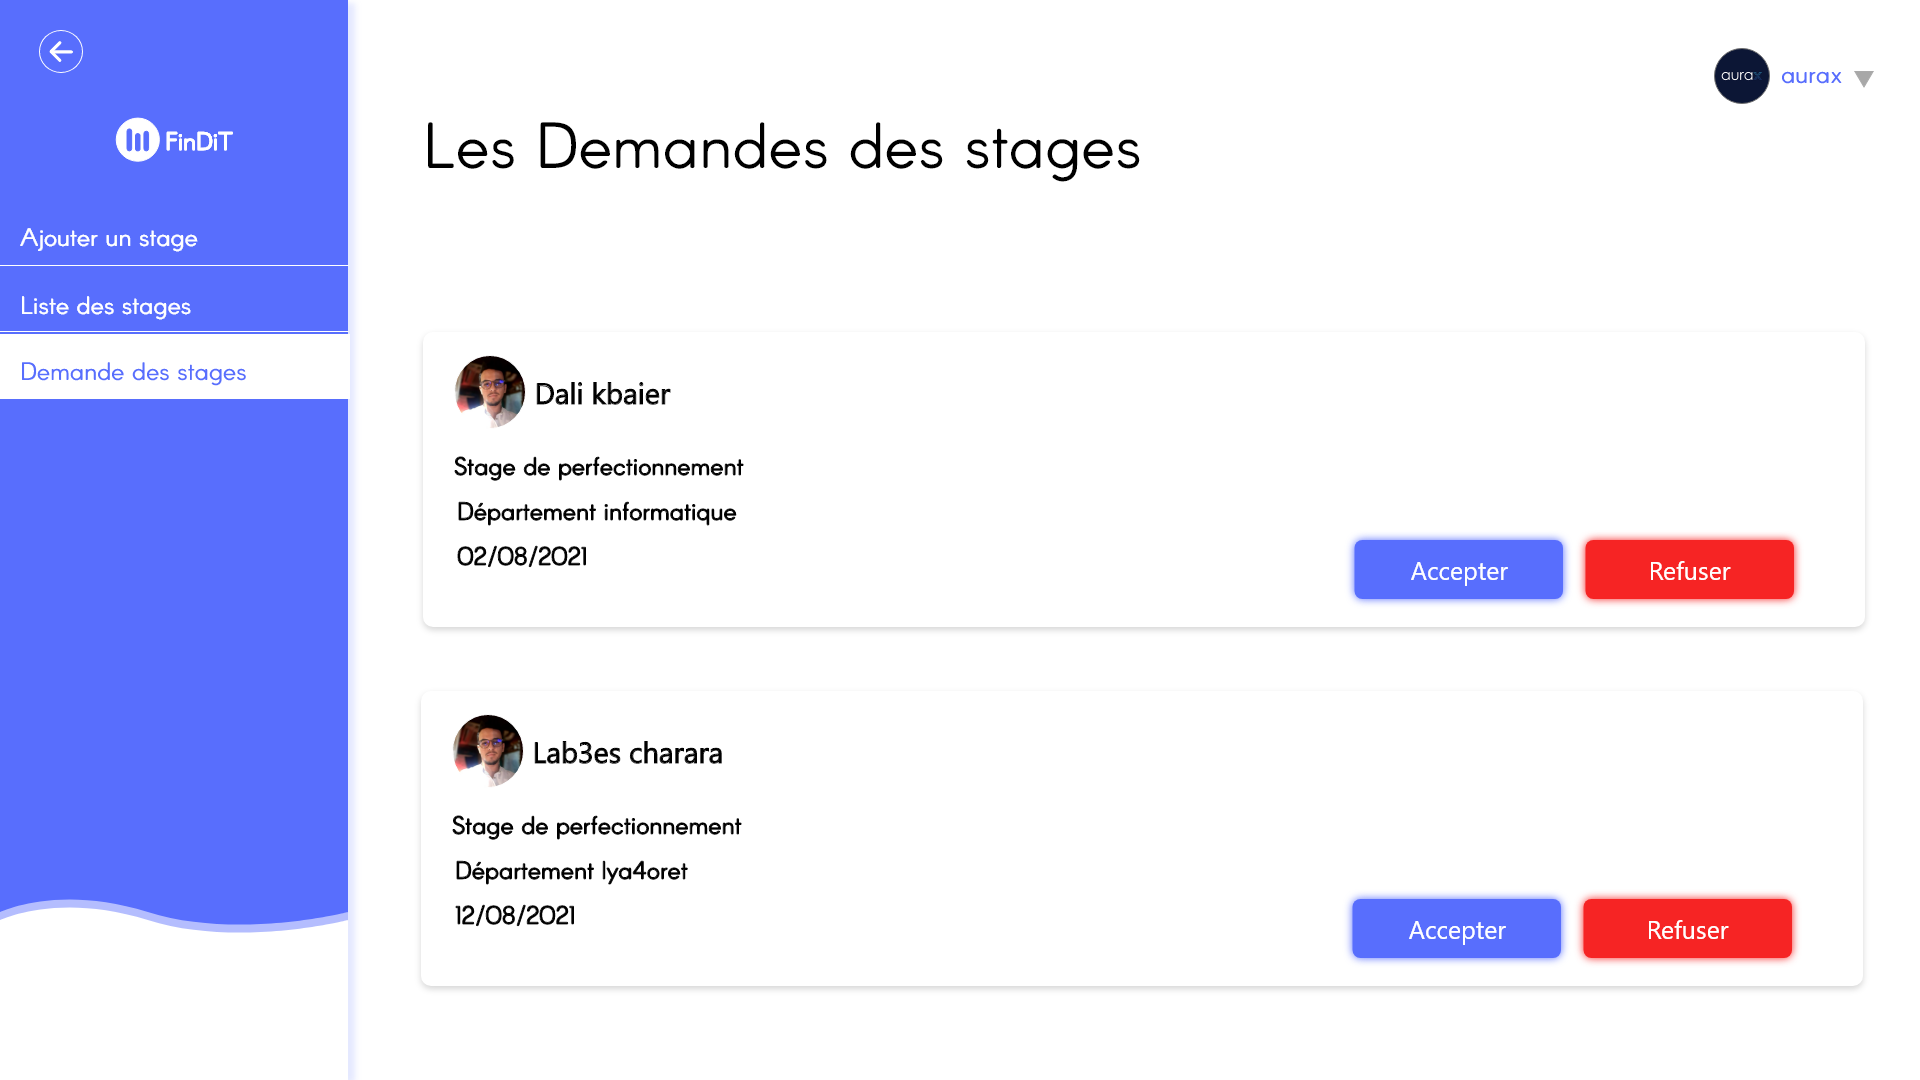 aurax aurax
FinDiT
Les Demandes des stages
Ajouter un stage
Liste des stages
Demande des stages
Dali kbaier
Stage de perfectionnement
Département informatique
02/08/2021
Accepter Refuser
Lab3es charara
Stage de perfectionnement
Département lya4oret
12/08/2021
Accepter Refuser